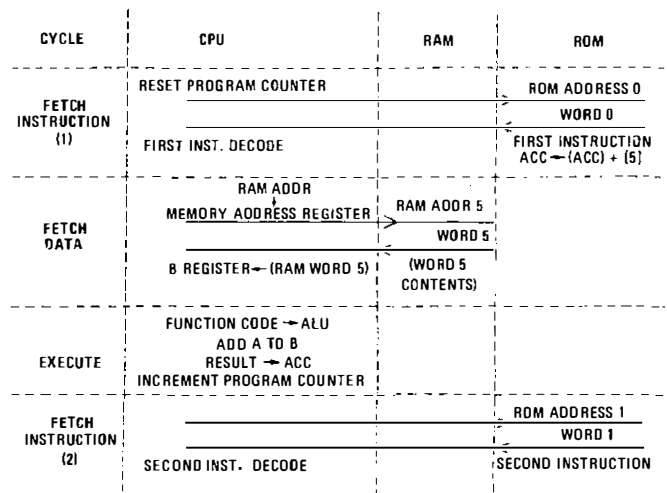 CYCLE CPU RAM ROM
RESET PROGRAM COUNTER ROM ADDRESS 0
FETCH INSTRUCTION (1) WORD 0
FIRST INST. DECODE FIRST INSTRUCTION
ACC ← (ACC) + (5)
RAM ADDR
MEMORY ADDRESS REGISTER RAM ADDR 5
FETCH DATA WORD 5
B REGISTER ← (RAM WORD 5) (WORD 5 CONTENTS)
FUNCTION CODE → ALU
ADD A TO B
EXECUTE RESULT → ACC
INCREMENT PROGRAM COUNTER
FETCH INSTRUCTION (2) ROM ADDRESS 1
WORD 1
SECOND INST. DECODE SECOND INSTRUCTION